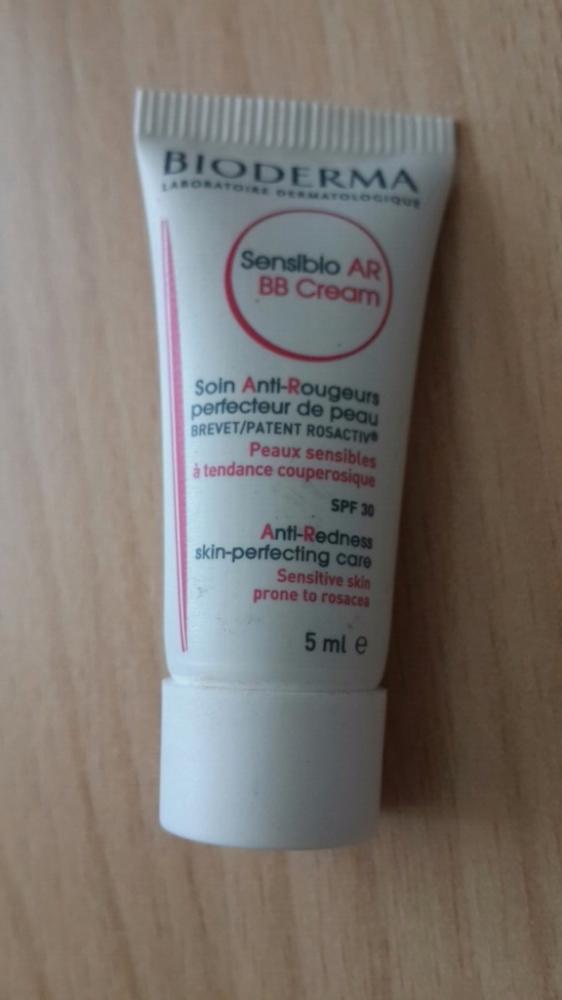 BIODERMA
LABORATOIRE DERMATOLOGIQUE
Sensibio AR
BB Cream
Soin Anti-Rougeurs
perfecteur de peau
BREVET/PATENT ROSACTIV®
Peaux sensibles
à tendance couperosique
SPF 30
Anti-Redness
skin-perfecting care
Sensitive skin
prone to rosacea
5 ml ℮